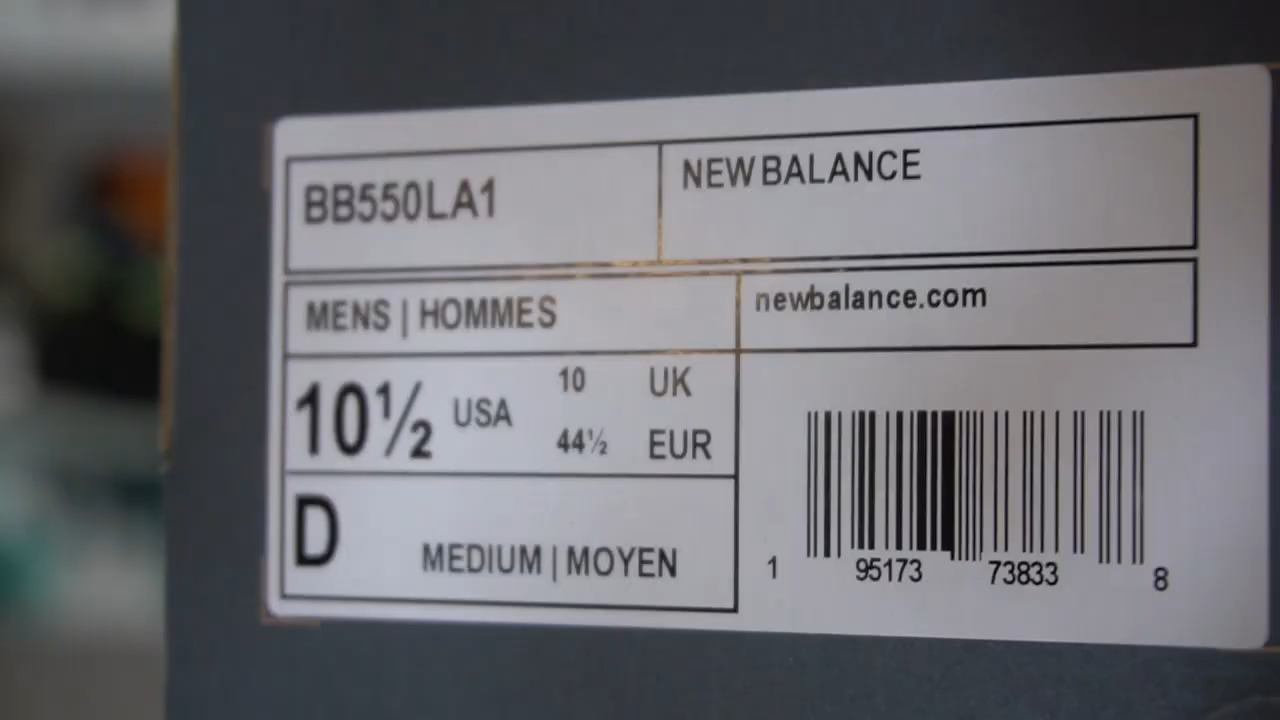 BB550LA1
NEW BALANCE
MENS | HOMMES
newbalance.com
10½ USA 10 UK
44½ EUR
D MEDIUM | MOYEN
1 95173 73833 8